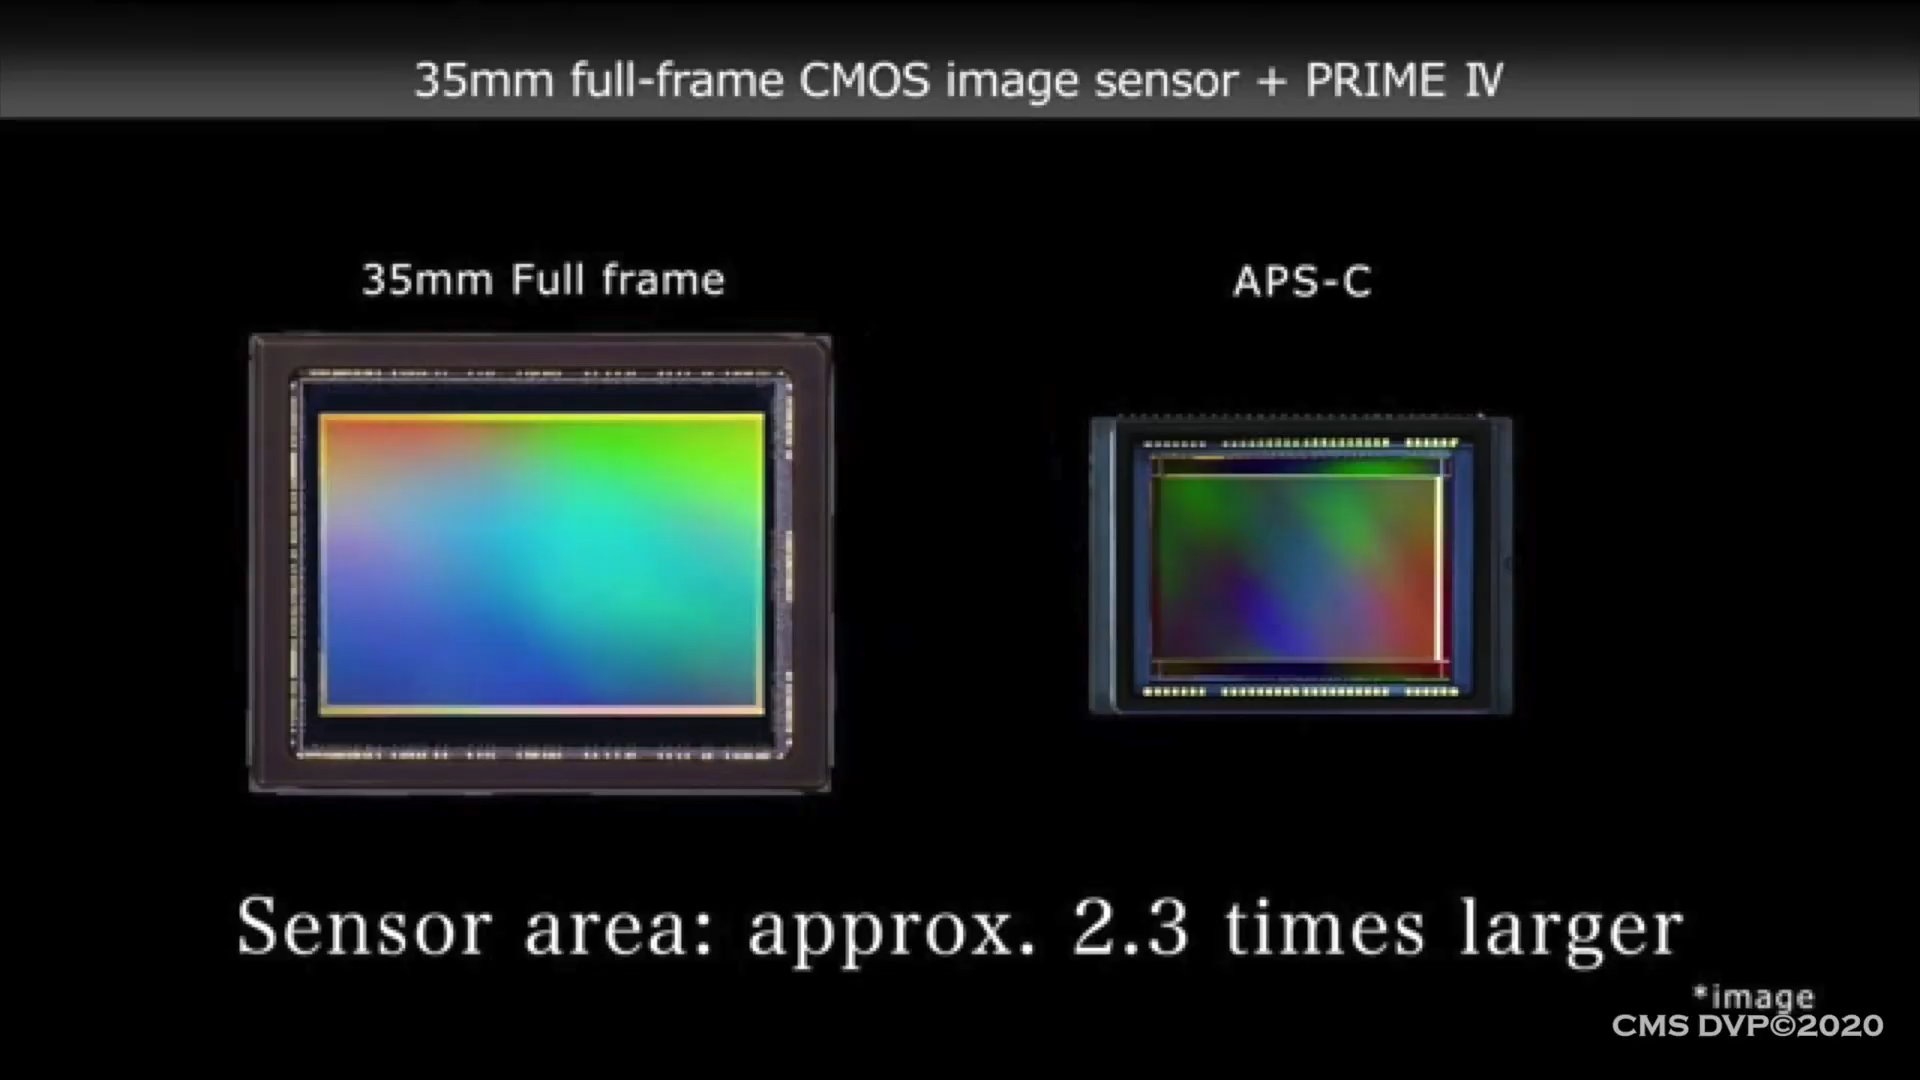 35mm full-frame CMOS image sensor + PRIME Ⅳ
35mm Full frame
APS-C
Sensor area: approx. 2.3 times larger
*image
CMS DVP©2020